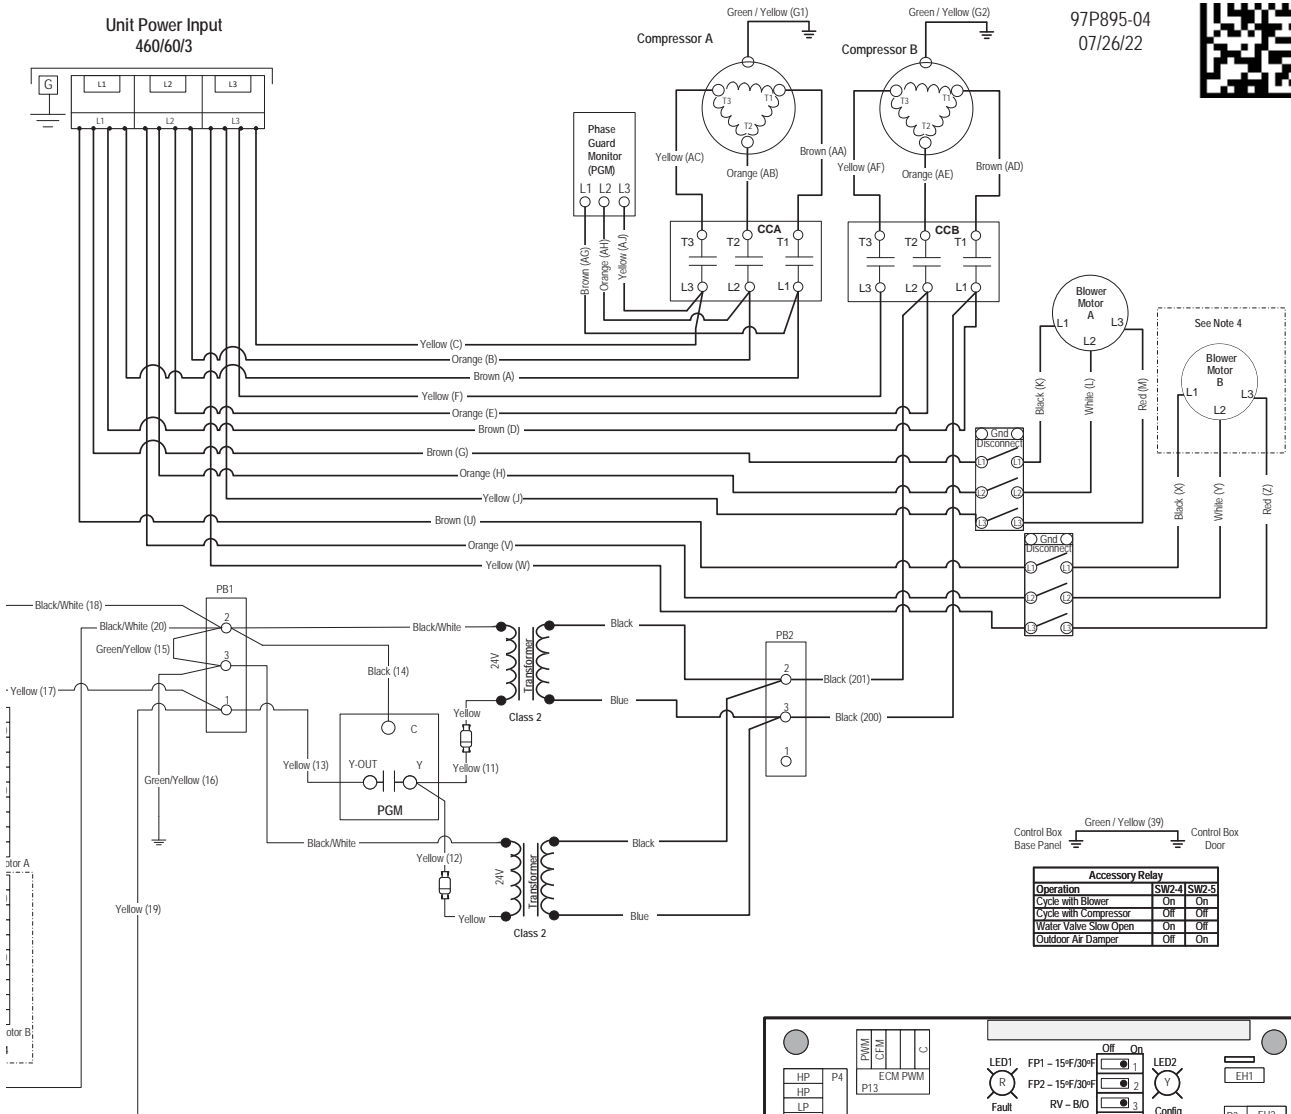 Unit Power Input
460/60/3
G
L1
L2
L3
L1
L2
L3
Green / Yellow (G1)
Green / Yellow (G2)
97P895-04
07/26/22
Compressor A
Compressor B
T3
T1
T2
T3
T1
T2
Phase
Guard
Monitor
(PGM)
L1 L2 L3
Yellow (AC)
Orange (AB)
Brown (AA)
Yellow (AF)
Orange (AE)
Brown (AD)
Brown (AG)
Orange (AH)
Yellow (AJ)
CCA
T3
T2
T1
L3
L2
L1
CCB
T3
T2
T1
L3
L2
L1
Blower
Motor
A
L1
L2
L3
See Note 4
Blower
Motor
B
L1
L2
L3
Yellow (C)
Orange (B)
Brown (A)
Yellow (F)
Orange (E)
Brown (D)
Brown (G)
Orange (H)
Yellow (J)
Brown (U)
Orange (V)
Yellow (W)
Black (K)
White (L)
Red (M)
Black (X)
White (Y)
Red (Z)
Gnd
Disconnect
L1
L1
L2
L2
L3
L3
Gnd
Disconnect
L1
L1
L2
L2
L3
L3
PB1
2
3
1
Black/White (18)
Black/White (20)
Green/Yellow (15)
Yellow (17)
Green/Yellow (16)
Yellow (19)
Black/White
Black (14)
24V
Transformer
Class 2
Black
Blue
PB2
2
3
1
Black (201)
Black (200)
Yellow
Yellow (11)
Yellow (13)
C
Y-OUT
Y
PGM
Black/White
Yellow (12)
Yellow
24V
Transformer
Class 2
Black
Blue
Control Box
Base Panel
Green / Yellow (39)
Control Box
Door
Accessory Relay
Operation SW2-4 SW2-5
Cycle with Blower On On
Cycle with Compressor Off Off
Water Valve Slow Open On Off
Outdoor Air Damper Off On
otor A
otor B
HP
HP
LP
P4
PWM
CFM
C
ECM PWM
P13
LED1
R
Fault
Off On
FP1 – 15ºF/30ºF 1
FP2 – 15ºF/30ºF 2
RV – B/O 3
LED2
Y
Config
EH1